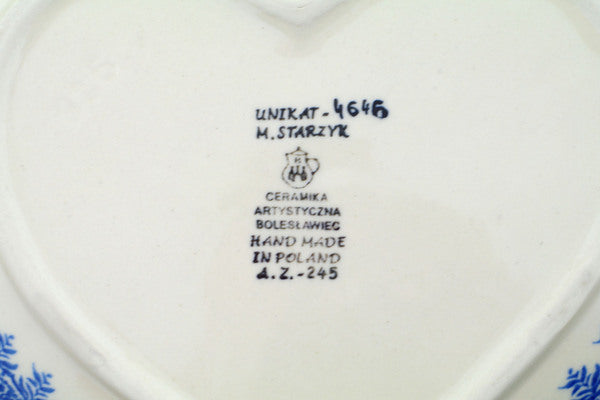 UNIKAT - 4646
M. STARZYK
CERAMIKA
ARTYSTYCZNA
BOLESŁAWIEC
HAND MADE
IN POLAND
A. Z. - 245